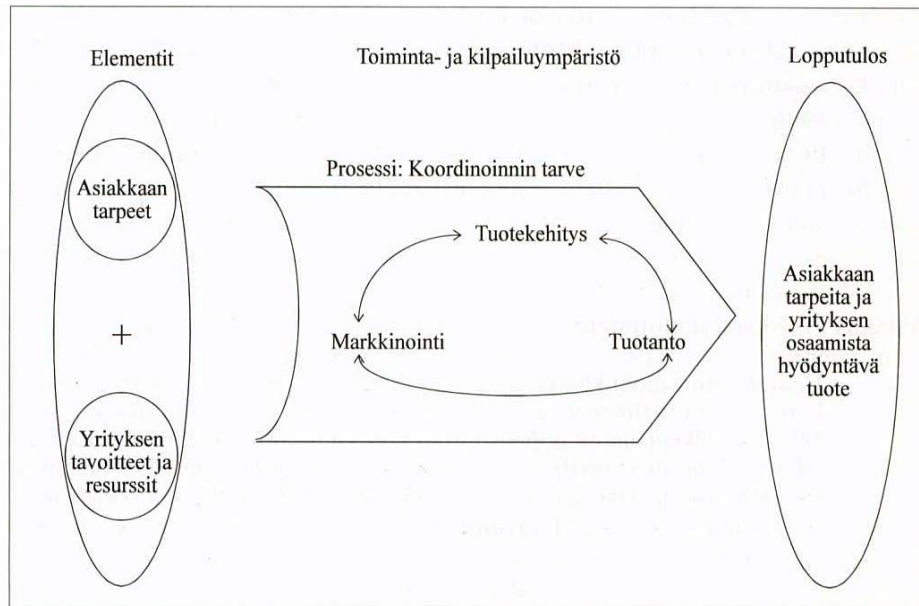 Elementit
Toiminta- ja kilpailuympäristö
Lopputulos
Asiakkaan
tarpeet
+
Yrityksen
tavoitteet ja
resurssit
Prosessi: Koordinoinnin tarve
Tuotekehitys
Markkinointi
Tuotanto
Asiakkaan
tarpeita ja
yrityksen
osaamista
hyödyntävä
tuote